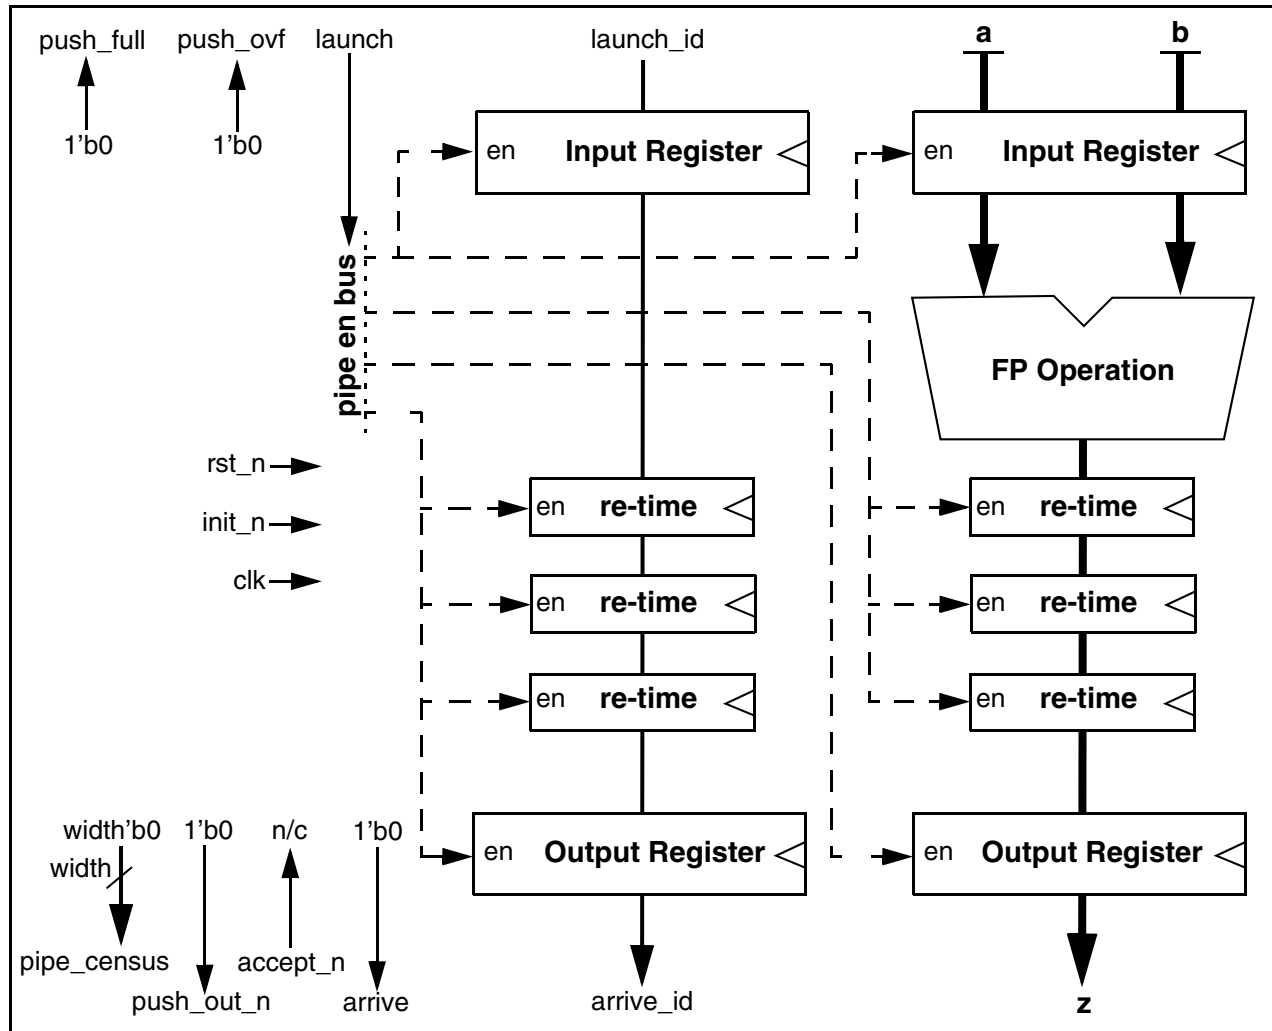 push_full push_ovf launch launch_id a b
1'b0 1'b0
en Input Register en Input Register
pipe en bus
FP Operation
rst_n
en re-time en re-time
init_n
clk
en re-time en re-time
en re-time en re-time
width'b0 1'b0 n/c 1'b0
width
en Output Register en Output Register
pipe_census accept_n
push_out_n arrive arrive_id z